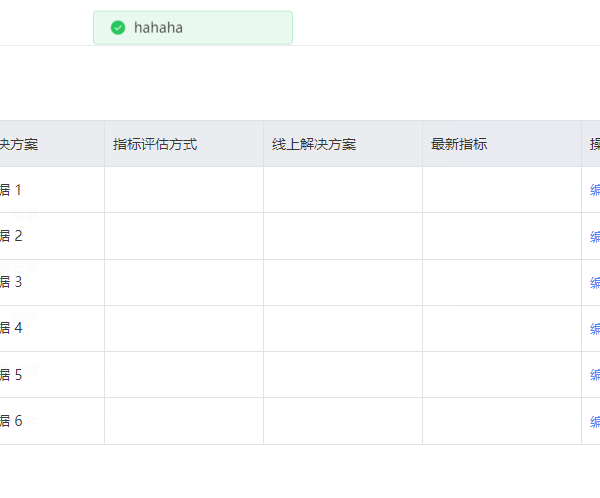 hahaha
决方案 指标评估方式 线上解决方案 最新指标 操
据 1 编
据 2 编
据 3 编
据 4 编
据 5 编
据 6 编